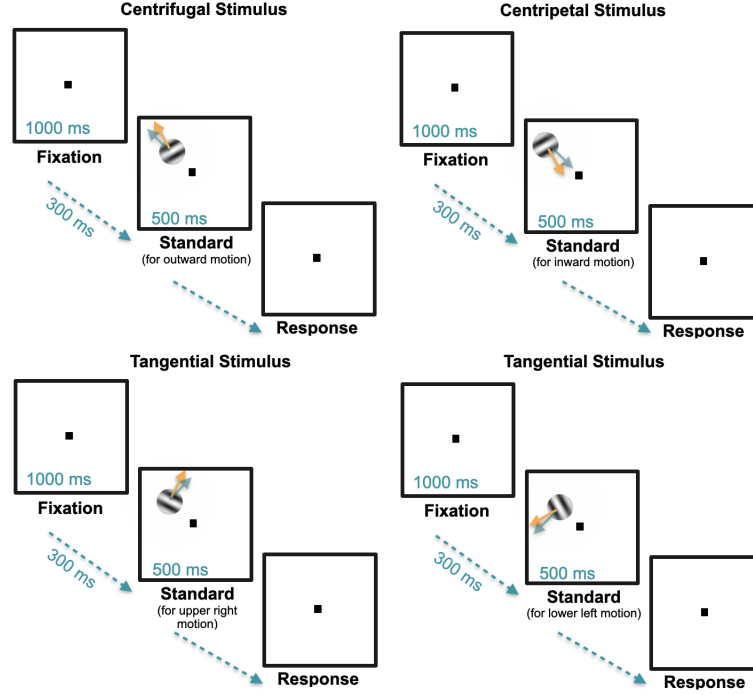 Centrifugal Stimulus
1000 ms
Fixation
300 ms
500 ms
Standard
(for outward motion)
Response
Centripetal Stimulus
1000 ms
Fixation
300 ms
500 ms
Standard
(for inward motion)
Response
Tangential Stimulus
1000 ms
Fixation
300 ms
500 ms
Standard
(for upper right
motion)
Response
Tangential Stimulus
1000 ms
Fixation
300 ms
500 ms
Standard
(for lower left motion)
Response